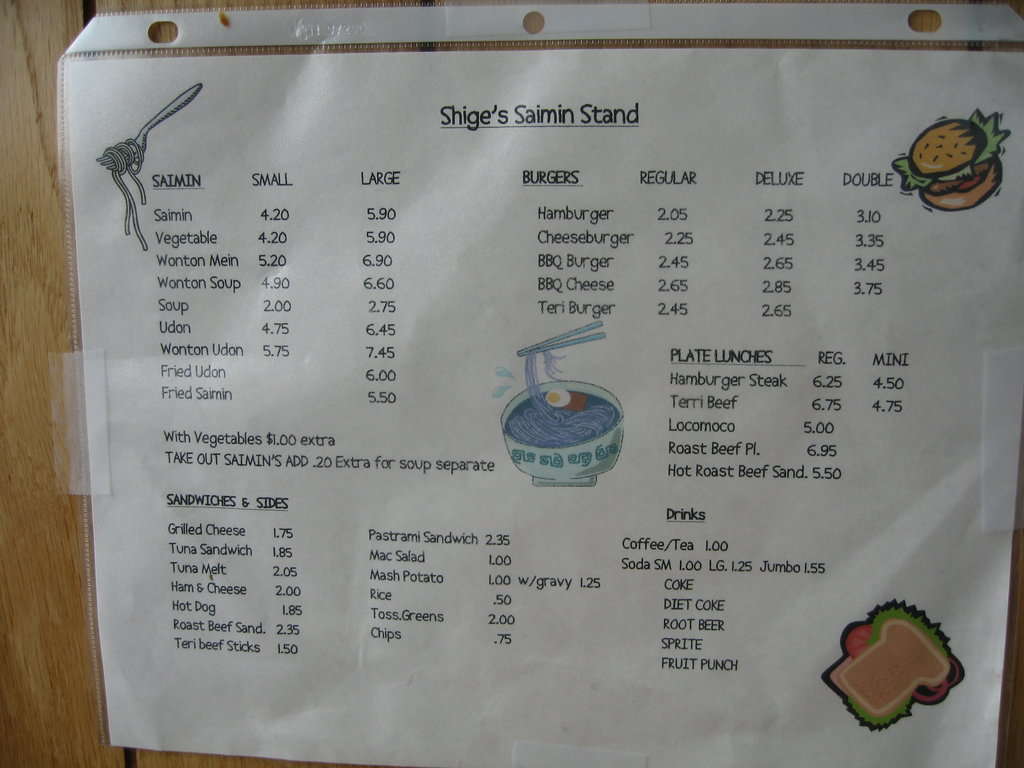 Shige's Saimin Stand
SAIMIN SMALL LARGE
Saimin 4.20 5.90
Vegetable 4.20 5.90
Wonton Mein 5.20 6.90
Wonton Soup 4.90 6.60
Soup 2.00 2.75
Udon 4.75 6.45
Wonton Udon 5.75 7.45
Fried Udon 6.00
Fried Saimin 5.50
With Vegetables $1.00 extra
TAKE OUT SAIMIN'S ADD .20 Extra for soup separate
BURGERS REGULAR DELUXE DOUBLE
Hamburger 2.05 2.25 3.10
Cheeseburger 2.25 2.45 3.35
BBQ Burger 2.45 2.65 3.45
BBQ Cheese 2.65 2.85 3.75
Teri Burger 2.45 2.65
PLATE LUNCHES REG. MINI
Hamburger Steak 6.25 4.50
Terri Beef 6.75 4.75
Locomoco 5.00
Roast Beef Pl. 6.95
Hot Roast Beef Sand. 5.50
SANDWICHES & SIDES
Grilled Cheese 1.75
Tuna Sandwich 1.85
Tuna Melt 2.05
Ham & Cheese 2.00
Hot Dog 1.85
Roast Beef Sand. 2.35
Teri beef Sticks 1.50
Pastrami Sandwich 2.35
Mac Salad 1.00
Mash Potato 1.00 w/gravy 1.25
Rice .50
Toss.Greens 2.00
Chips .75
Drinks
Coffee/Tea 1.00
Soda SM 1.00 LG. 1.25 Jumbo 1.55
COKE
DIET COKE
ROOT BEER
SPRITE
FRUIT PUNCH